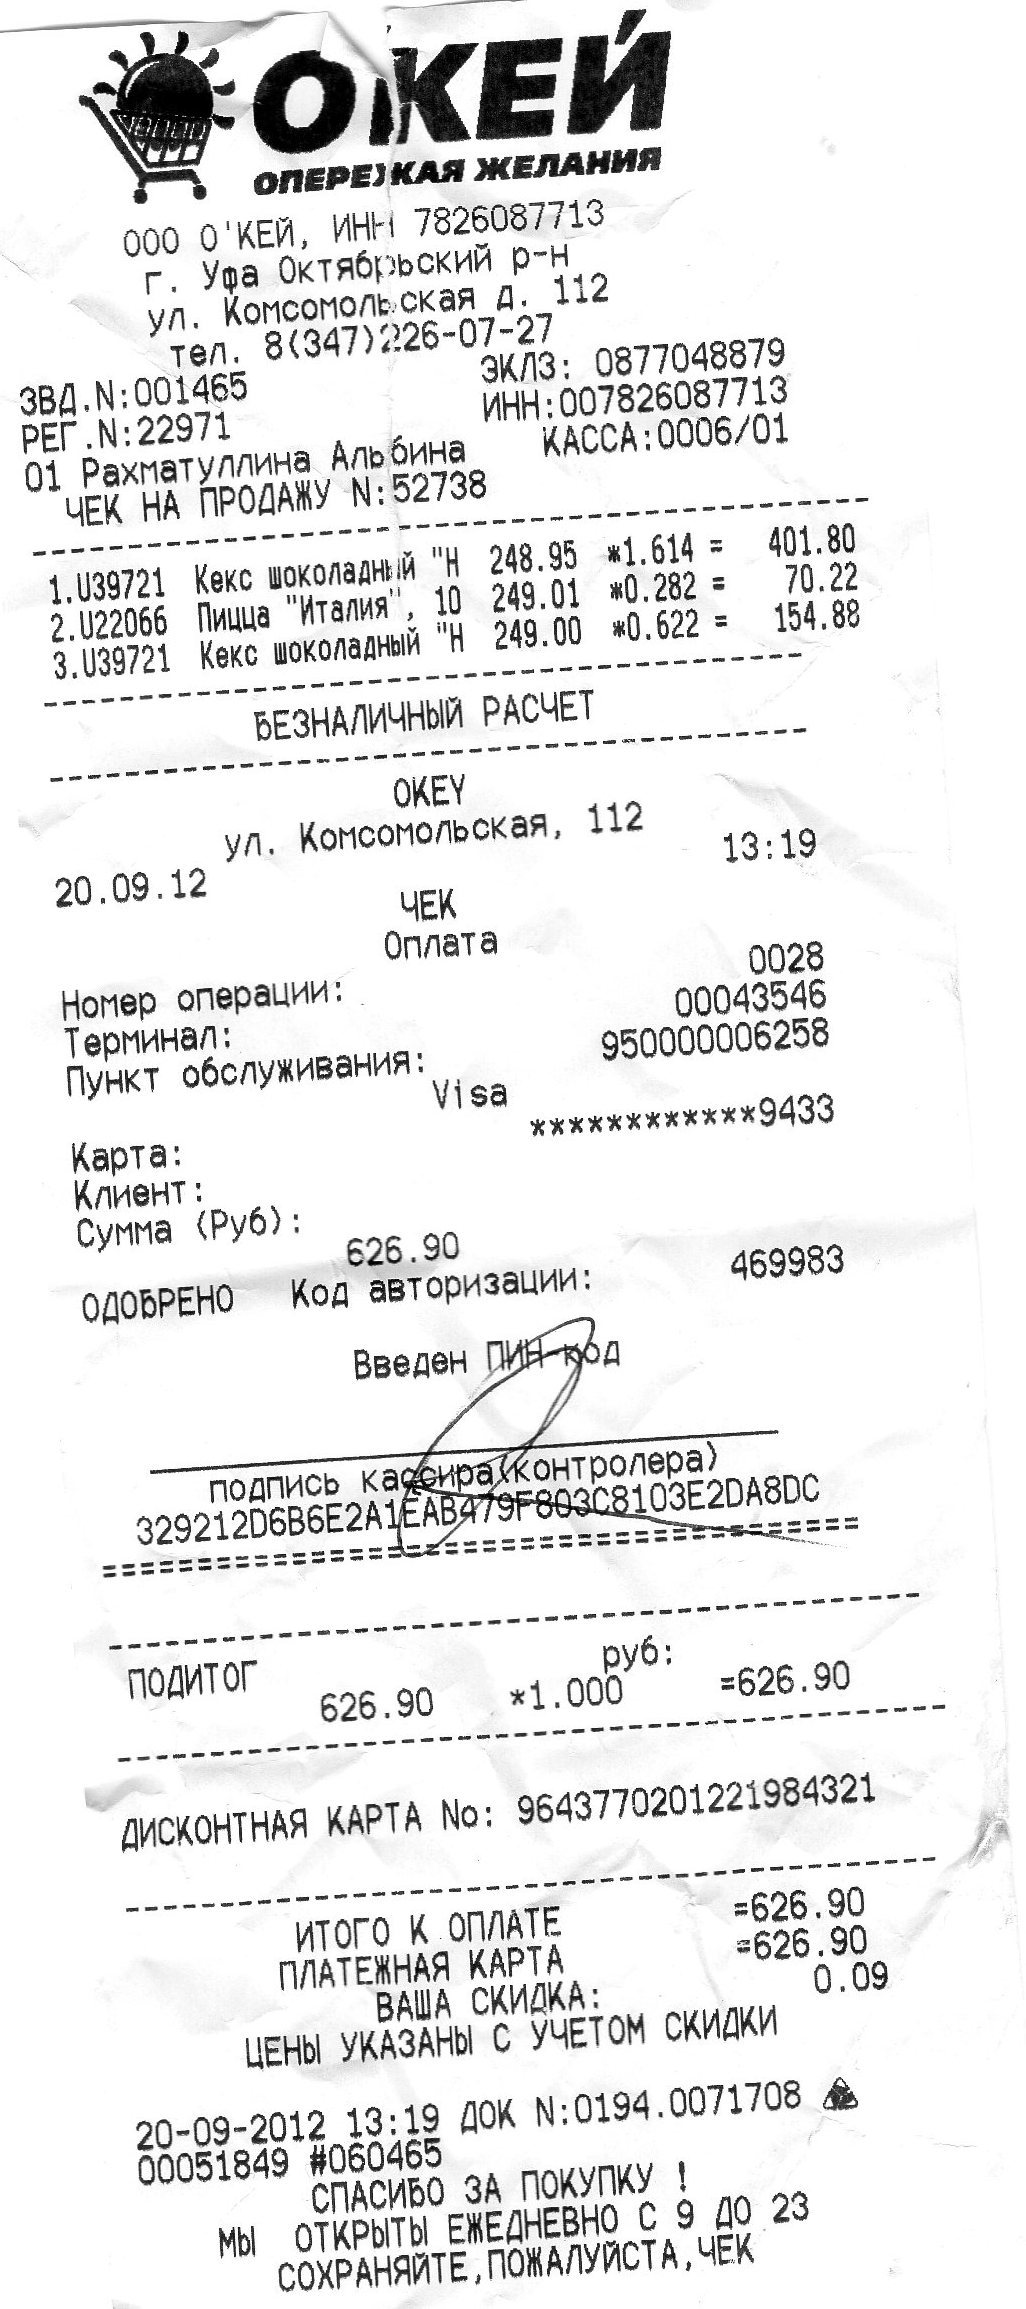 О'КЕЙ
ОПЕРЕЖАЯ ЖЕЛАНИЯ
ООО О'КЕЙ, ИНН 7826087713
г. Уфа Октябрьский р-н
ул. Комсомольская д. 112
тел. 8(347)226-07-27
ЗВД.N:001465 ЭКЛЗ: 0877048879
РЕГ.N:22971 ИНН:007826087713
01 Рахматуллина Альбина КАССА:0006/01
ЧЕК НА ПРОДАЖУ N:52738
1.U39721 Кекс шоколадный "Н 248.95 *1.614 = 401.80
2.U22066 Пицца "Италия", 10 249.01 *0.282 = 70.22
3.U39721 Кекс шоколадный "Н 249.00 *0.622 = 154.88
БЕЗНАЛИЧНЫЙ РАСЧЕТ
OKEY
ул. Комсомольская, 112
20.09.12 13:19
ЧЕК
Оплата
Номер операции: 0028
Терминал: 00043546
Пункт обслуживания: 950000006258
Visa
Карта: ************9433
Клиент:
Сумма (Руб):
626.90
ОДОБРЕНО Код авторизации: 469983
Введен ПИН-код
подпись кассира(контролера)
329212D6B6E2A1EAB479F803C8103E2DA8DC
ПОДИТОГ руб:
626.90 *1.000 =626.90
ДИСКОНТНАЯ КАРТА No: 9643770201221984321
ИТОГО К ОПЛАТЕ =626.90
ПЛАТЕЖНАЯ КАРТА =626.90
ВАША СКИДКА: 0.09
ЦЕНЫ УКАЗАНЫ С УЧЕТОМ СКИДКИ
20-09-2012 13:19 ДОК N:0194.0071708
00051849 #060465
СПАСИБО ЗА ПОКУПКУ !
МЫ ОТКРЫТЫ ЕЖЕДНЕВНО С 9 ДО 23
СОХРАНЯЙТЕ,ПОЖАЛУЙСТА,ЧЕК